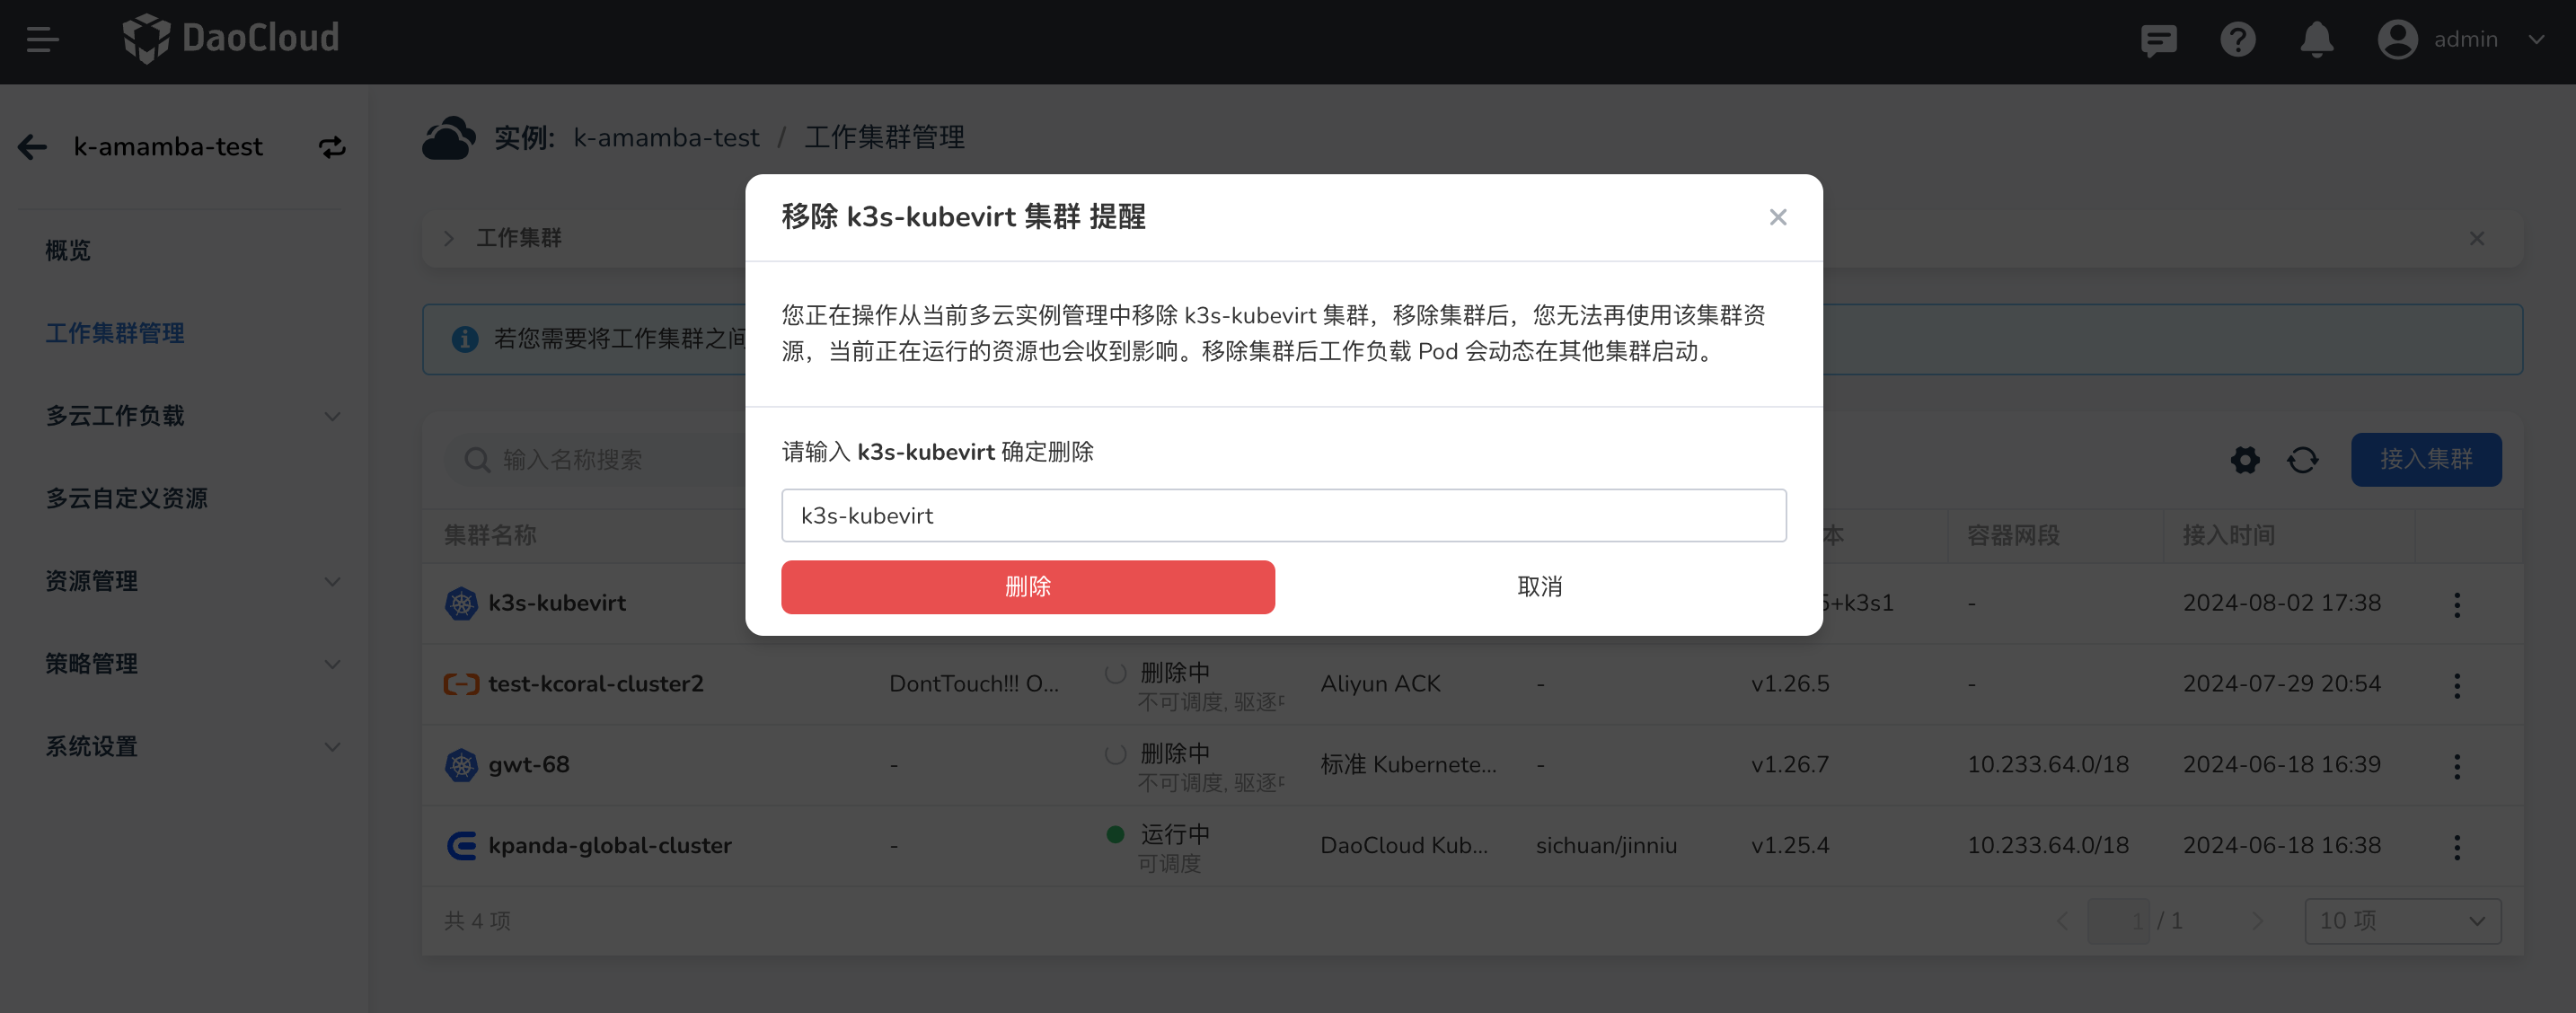 DaoCloud
admin
k-amamba-test
实例: k-amamba-test / 工作集群管理
概览
工作集群管理
多云工作负载
多云自定义资源
资源管理
策略管理
系统设置
工作集群
若您需要将工作集群之间
移除 k3s-kubevirt 集群 提醒
您正在操作从当前多云实例管理中移除 k3s-kubevirt 集群，移除集群后，您无法再使用该集群资
源，当前正在运行的资源也会收到影响。移除集群后工作负载 Pod 会动态在其他集群启动。
请输入 k3s-kubevirt 确定删除
k3s-kubevirt
删除 取消
输入名称搜索 接入集群
集群名称 本 容器网段 接入时间
k3s-kubevirt 5+k3s1 - 2024-08-02 17:38
test-kcoral-cluster2 DontTouch!!! O... 删除中 Aliyun ACK - v1.26.5 - 2024-07-29 20:54
不可调度, 驱逐中
gwt-68 - 删除中 标准 Kubernete... - v1.26.7 10.233.64.0/18 2024-06-18 16:39
不可调度, 驱逐中
kpanda-global-cluster - 运行中 DaoCloud Kub... sichuan/jinniu v1.25.4 10.233.64.0/18 2024-06-18 16:38
可调度
共 4 项 1 / 1 10 项